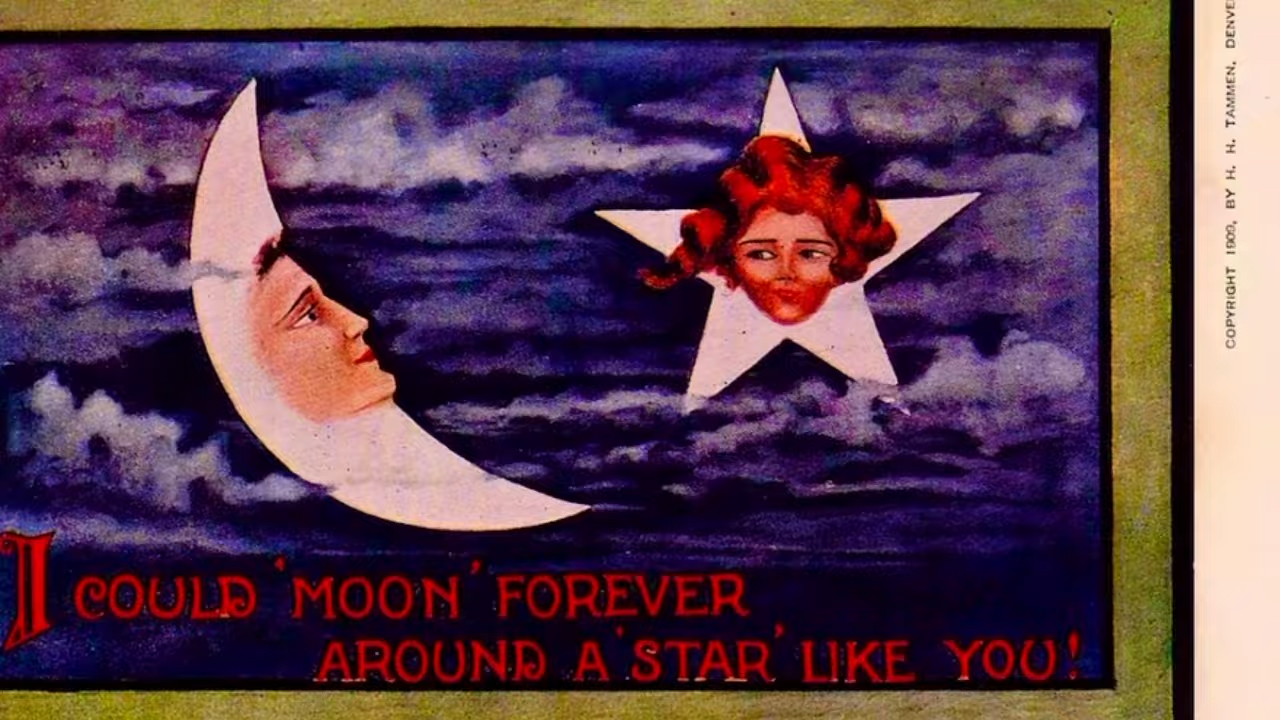 I COULD 'MOON' FOREVER
AROUND A 'STAR' LIKE YOU!
COPYRIGHT 1909, BY H. H. TAMMEN, DENVE